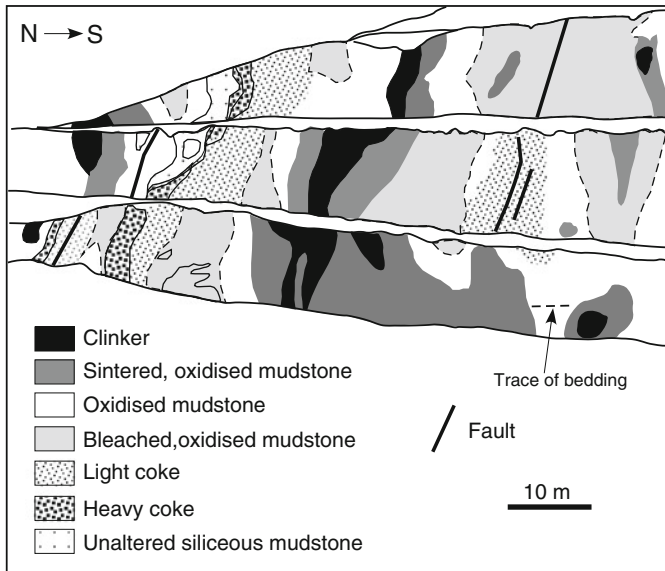 N → S
Clinker
Sintered, oxidised mudstone
Oxidised mudstone
Bleached,oxidised mudstone
Light coke
Heavy coke
Unaltered siliceous mudstone
Trace of bedding
Fault
10 m